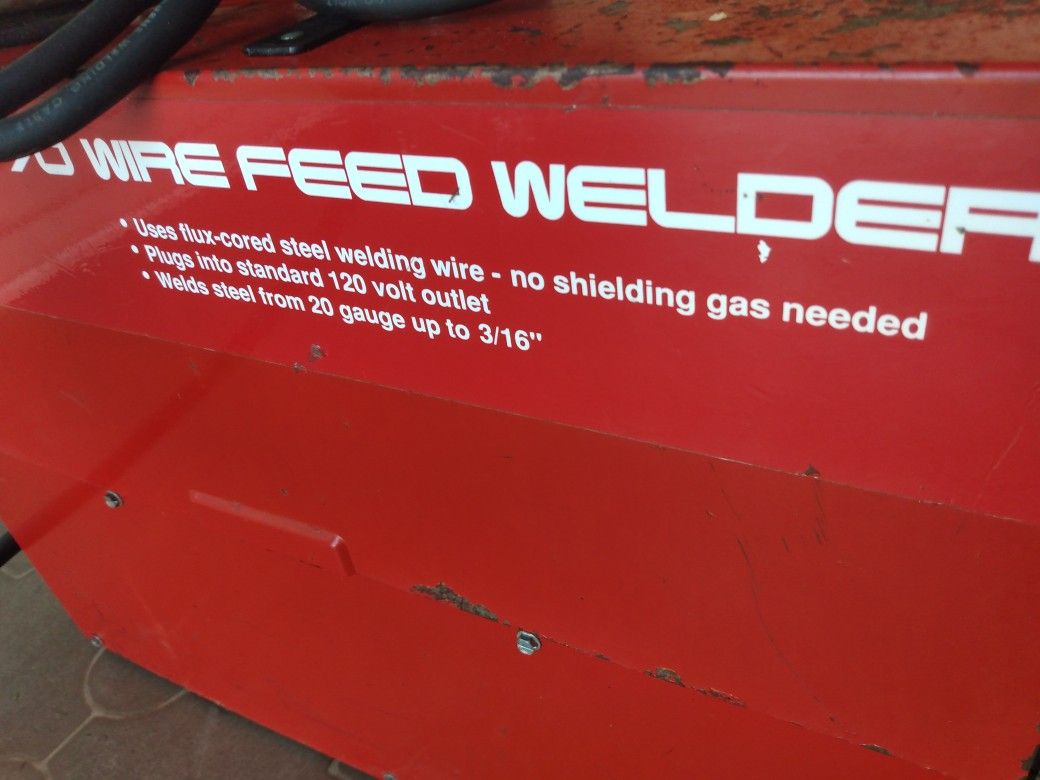 WIRE FEED WELDER
• Uses flux-cored steel welding wire - no shielding gas needed
• Plugs into standard 120 volt outlet
• Welds steel from 20 gauge up to 3/16"